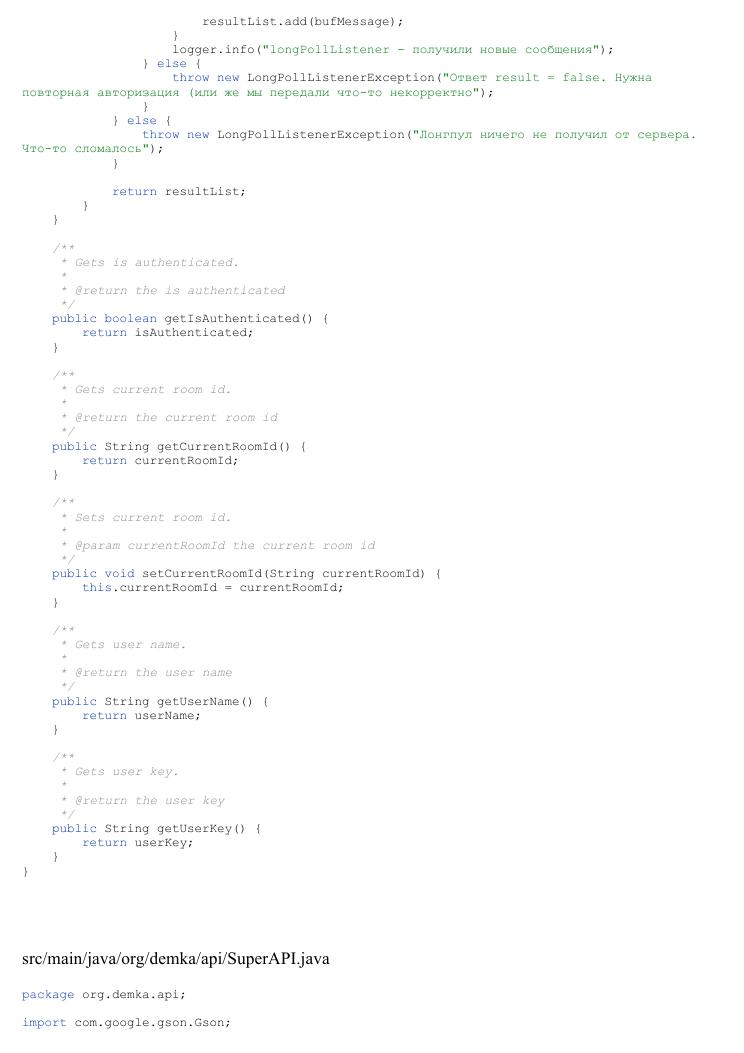 resultList.add(bufMessage);
                    }
                    logger.info("longPollListener - получили новые сообщения");
                } else {
                    throw new LongPollListenerException("Ответ result = false. Нужна
повторная авторизация (или же мы передали что-то некорректно");
                }
            } else {
                throw new LongPollListenerException("Лонгпул ничего не получил от сервера.
Что-то сломалось");
            }

            return resultList;
        }
    }

    /**
     * Gets is authenticated.
     *
     * @return the is authenticated
     */
    public boolean getIsAuthenticated() {
        return isAuthenticated;
    }

    /**
     * Gets current room id.
     *
     * @return the current room id
     */
    public String getCurrentRoomId() {
        return currentRoomId;
    }

    /**
     * Sets current room id.
     *
     * @param currentRoomId the current room id
     */
    public void setCurrentRoomId(String currentRoomId) {
        this.currentRoomId = currentRoomId;
    }

    /**
     * Gets user name.
     *
     * @return the user name
     */
    public String getUserName() {
        return userName;
    }

    /**
     * Gets user key.
     *
     * @return the user key
     */
    public String getUserKey() {
        return userKey;
    }
}

src/main/java/org/demka/api/SuperAPI.java

package org.demka.api;

import com.google.gson.Gson;